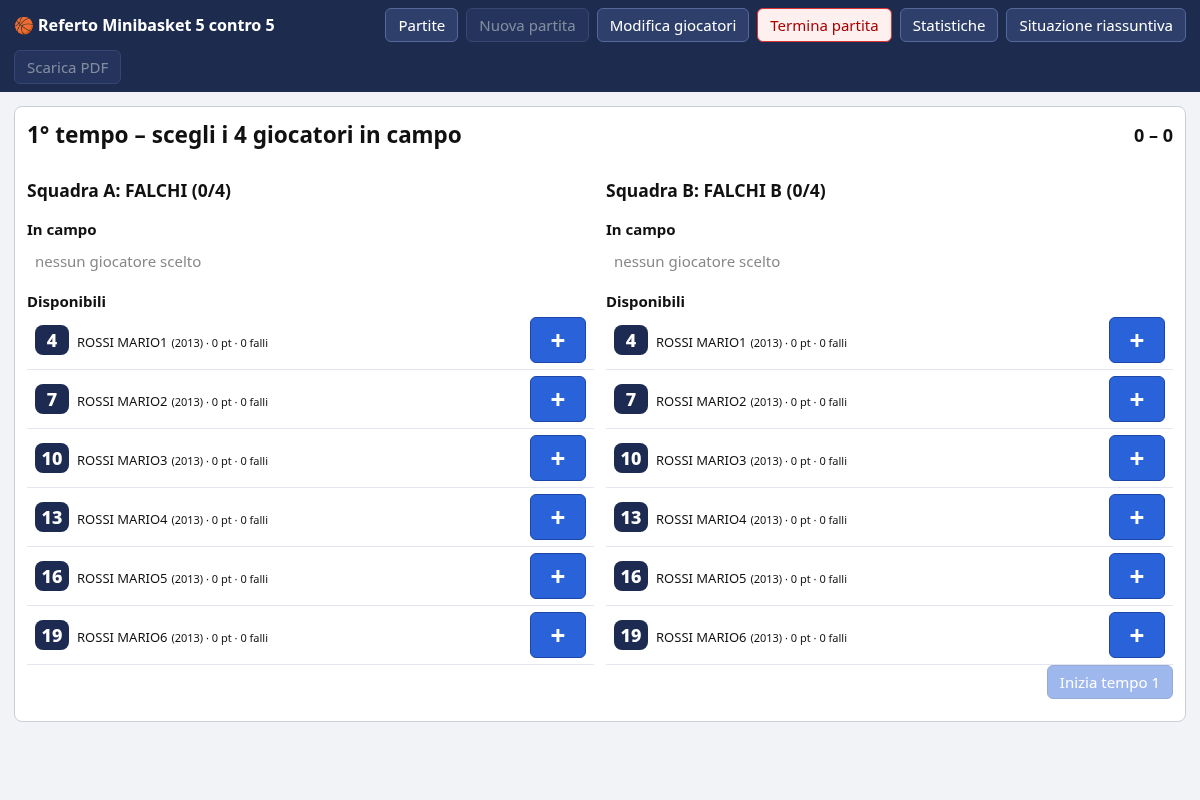 🏀 Referto Minibasket 5 contro 5
Partite
Nuova partita
Modifica giocatori
Termina partita
Statistiche
Situazione riassuntiva
Scarica PDF
1° tempo – scegli i 4 giocatori in campo
0 – 0
Squadra A: FALCHI (0/4)
In campo
nessun giocatore scelto
Disponibili
4 ROSSI MARIO1 (2013) · 0 pt · 0 falli +
7 ROSSI MARIO2 (2013) · 0 pt · 0 falli +
10 ROSSI MARIO3 (2013) · 0 pt · 0 falli +
13 ROSSI MARIO4 (2013) · 0 pt · 0 falli +
16 ROSSI MARIO5 (2013) · 0 pt · 0 falli +
19 ROSSI MARIO6 (2013) · 0 pt · 0 falli +
Squadra B: FALCHI B (0/4)
In campo
nessun giocatore scelto
Disponibili
4 ROSSI MARIO1 (2013) · 0 pt · 0 falli +
7 ROSSI MARIO2 (2013) · 0 pt · 0 falli +
10 ROSSI MARIO3 (2013) · 0 pt · 0 falli +
13 ROSSI MARIO4 (2013) · 0 pt · 0 falli +
16 ROSSI MARIO5 (2013) · 0 pt · 0 falli +
19 ROSSI MARIO6 (2013) · 0 pt · 0 falli +
Inizia tempo 1